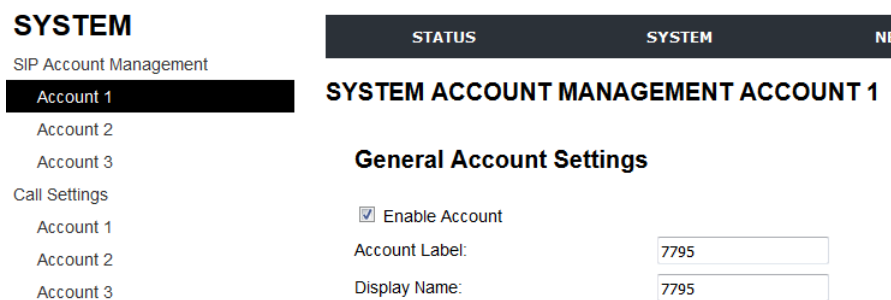 SYSTEM
SIP Account Management
Account 1
Account 2
Account 3
Call Settings
Account 1
Account 2
Account 3
STATUS SYSTEM
SYSTEM ACCOUNT MANAGEMENT ACCOUNT 1
General Account Settings
Enable Account
Account Label: 7795
Display Name: 7795